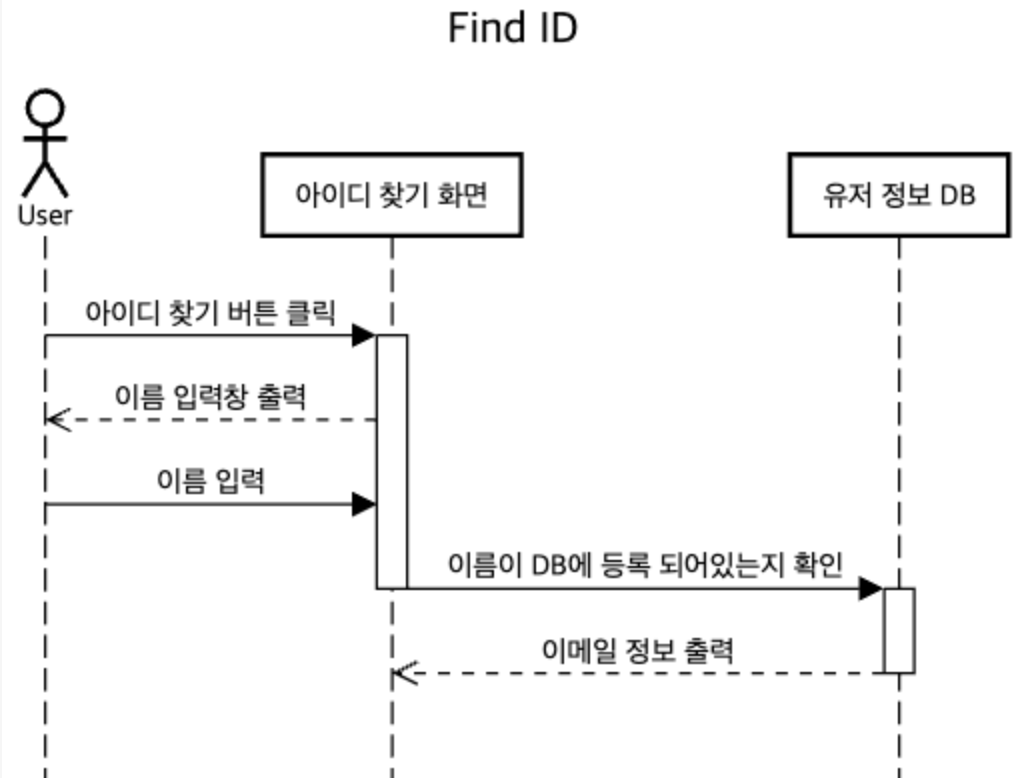 Find ID
User
아이디 찾기 화면
유저 정보 DB
아이디 찾기 버튼 클릭
이름 입력창 출력
이름 입력
이름이 DB에 등록 되어있는지 확인
이메일 정보 출력